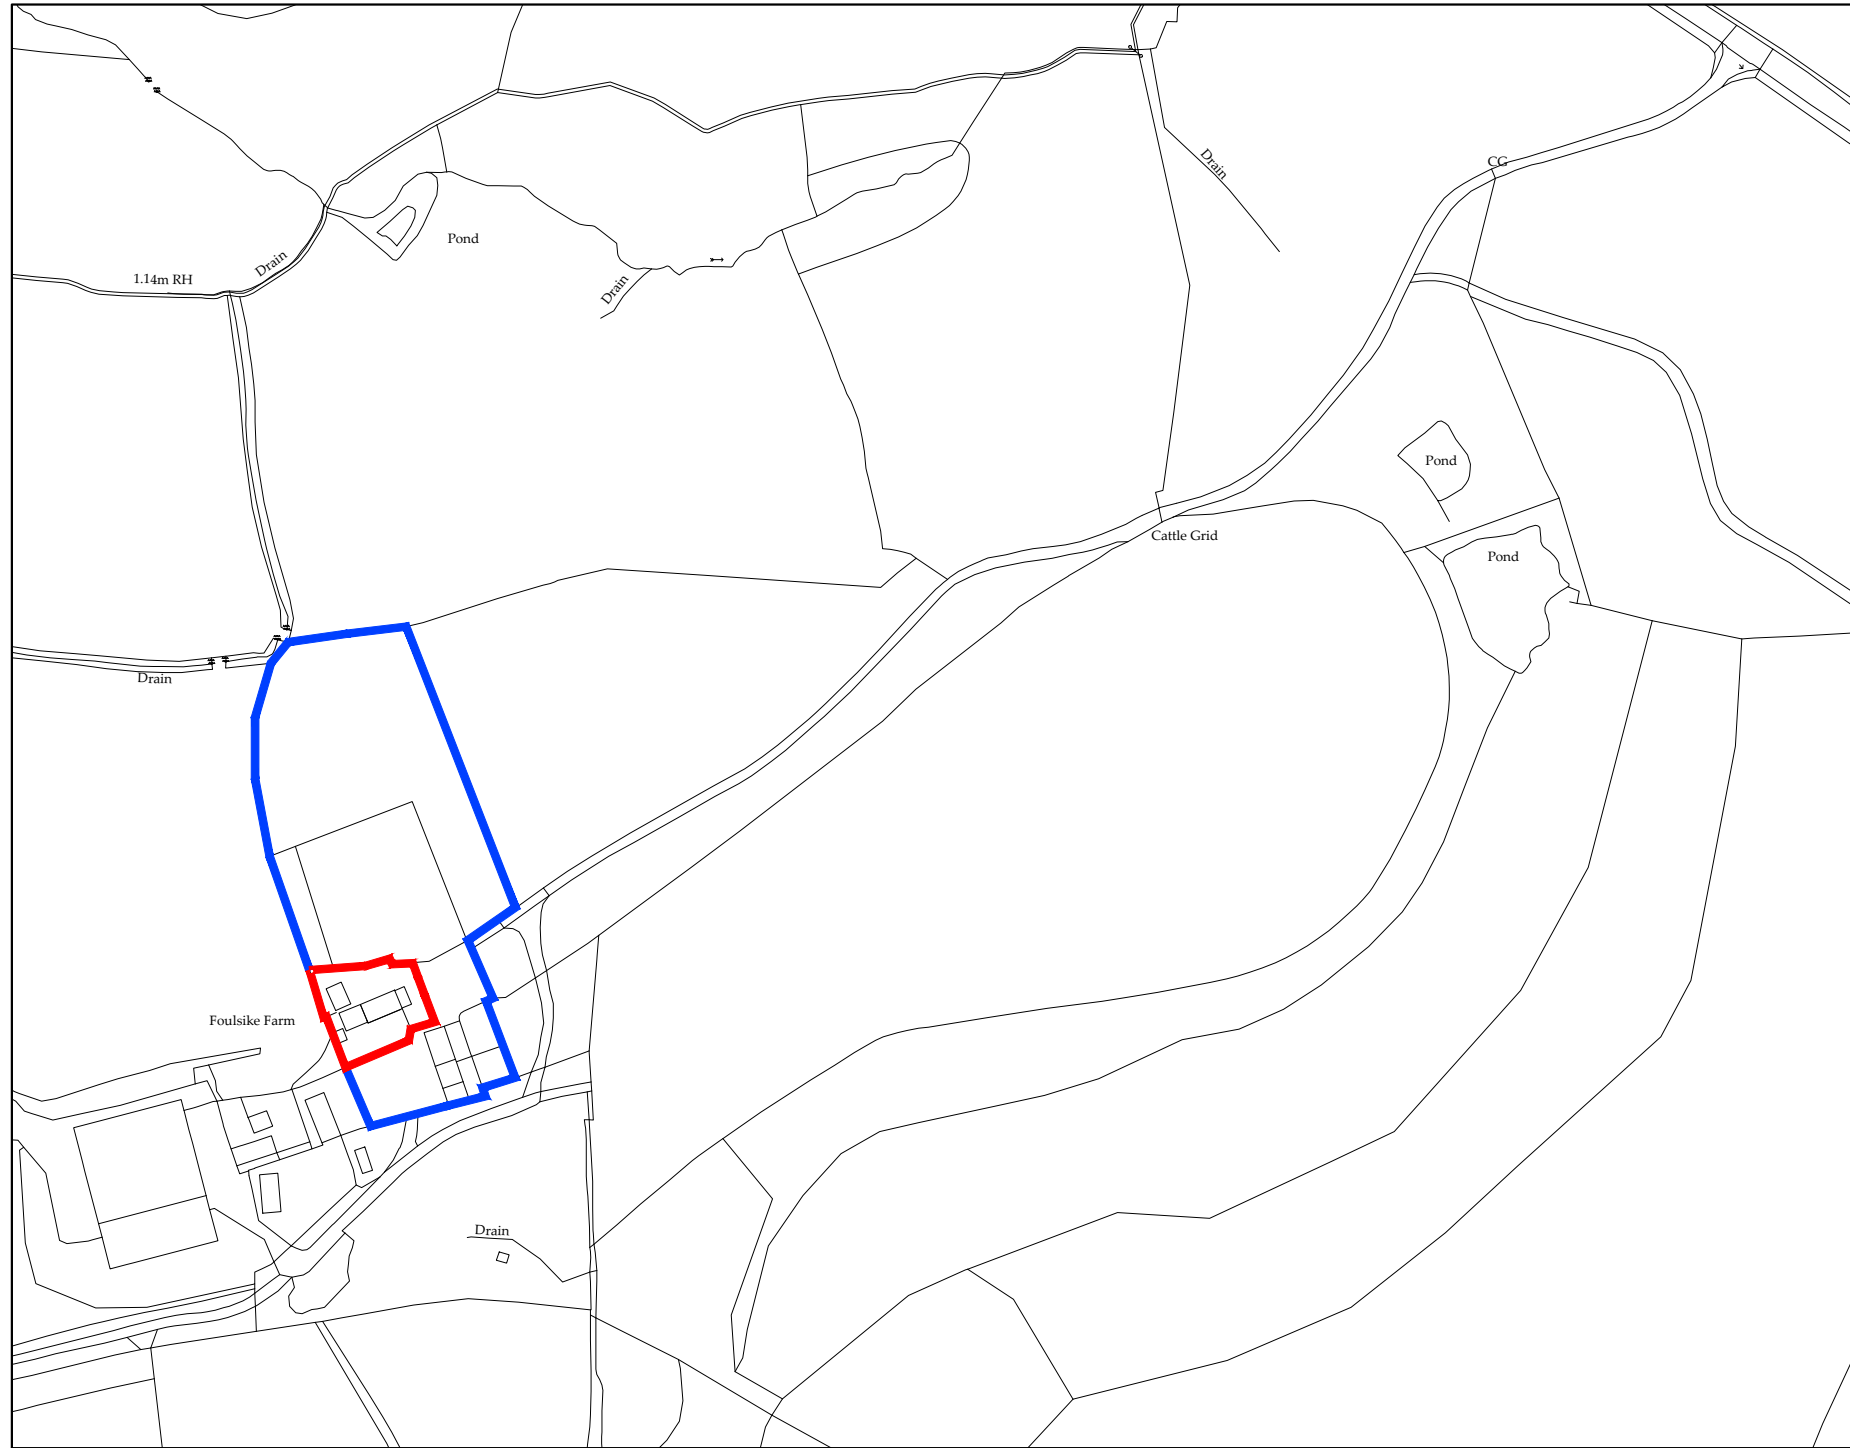 CG
Drain
Pond
Drain
1.14m RH
Drain
Pond
Cattle Grid
Pond
Drain
Foulsike Farm
Drain